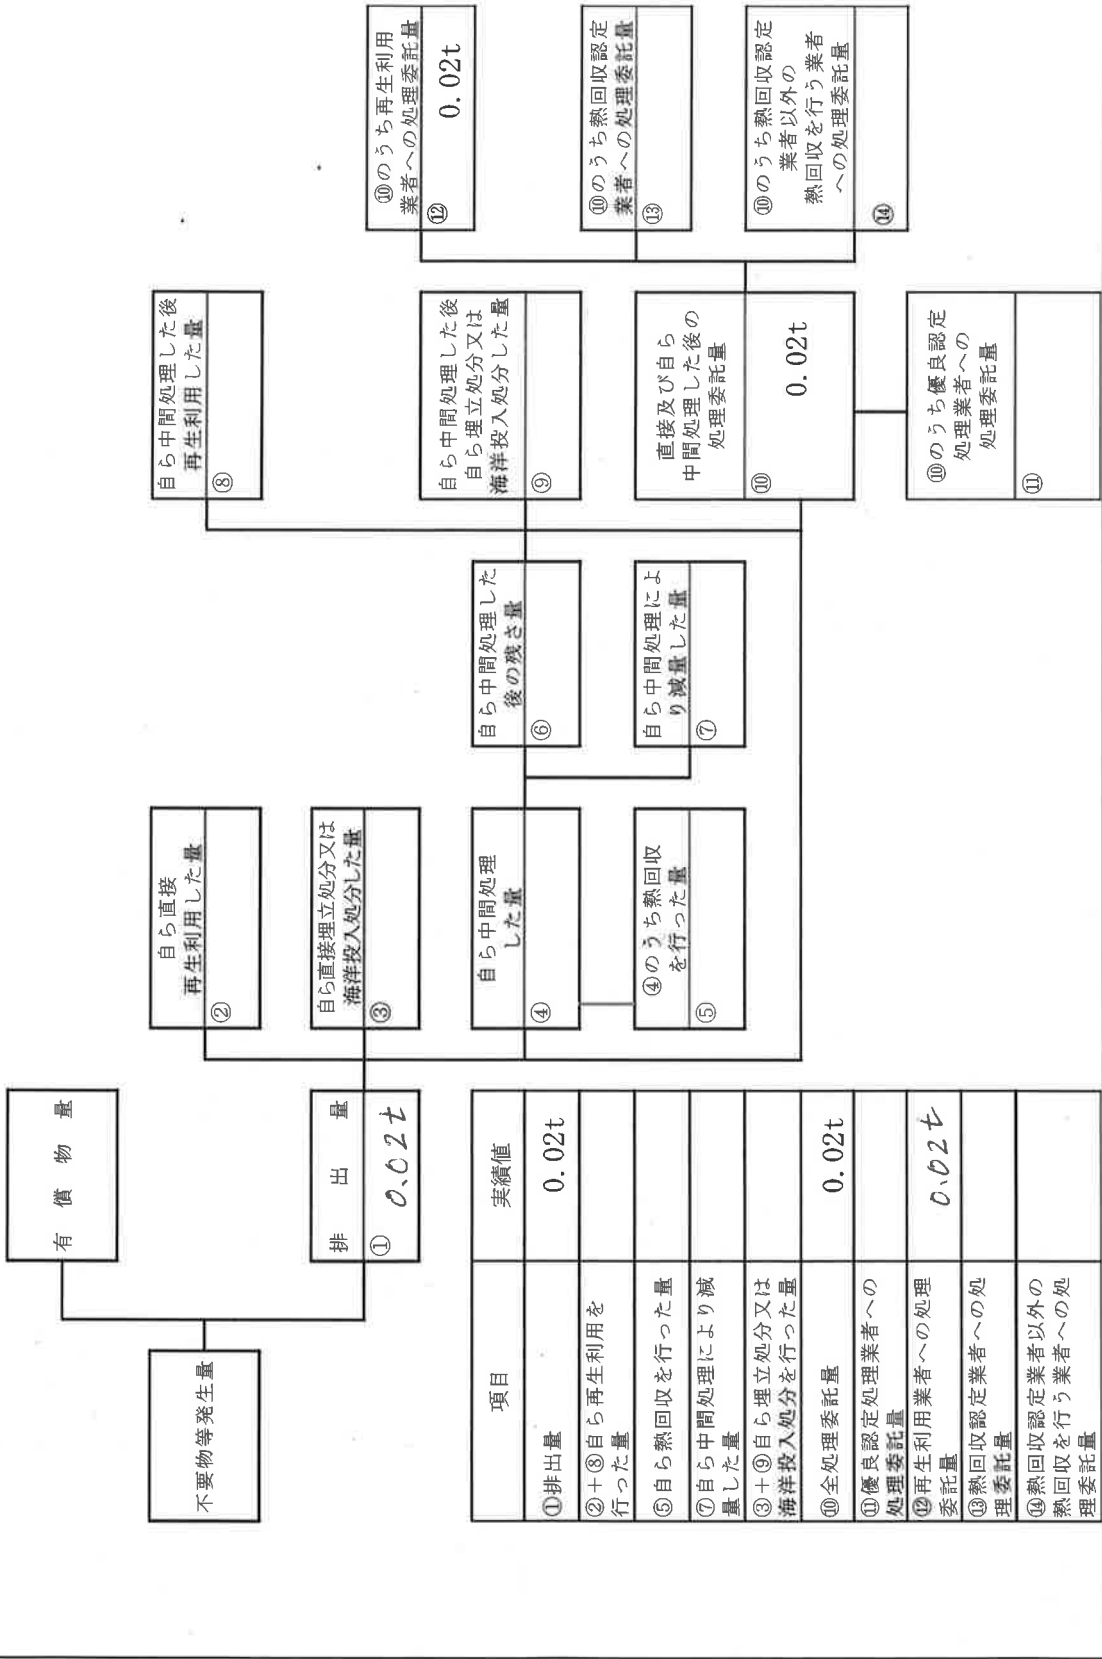 有償物量
不要物等発生量
排出量
①
0.02t
自ら直接
再生利用した量
②
自ら直接埋立処分又は
海洋投入処分した量
③
自ら中間処理
した量
④
④のうち熱回収
を行った量
⑤
自ら中間処理した
後の残さ量
⑥
自ら中間処理によ
り減量した量
⑦
自ら中間処理した後
再生利用した量
⑧
自ら中間処理した後
自ら埋立処分又は
海洋投入処分した量
⑨
直接及び自ら
中間処理した後の
処理委託量
⑩
0.02t
⑩のうち優良認定
処理業者への
処理委託量
⑪
⑩のうち再生利用
業者への処理委託量
⑫
0.02t
⑩のうち熱回収認定
業者への処理委託量
⑬
⑩のうち熱回収認定
業者以外の
熱回収を行う業者
への処理委託量
⑭
項目 実績値
①排出量 0.02t
②+⑧自ら再生利用を
行った量
⑤自ら熱回収を行った量
⑦自ら中間処理により減
量した量
③+⑨自ら埋立処分又は
海洋投入処分を行った量
⑩全処理委託量 0.02t
⑪優良認定処理業者への
処理委託量
⑫再生利用業者への処理
委託量 0.02t
⑬熱回収認定業者への処
理委託量
⑭熱回収認定業者以外の
熱回収を行う業者への処
理委託量